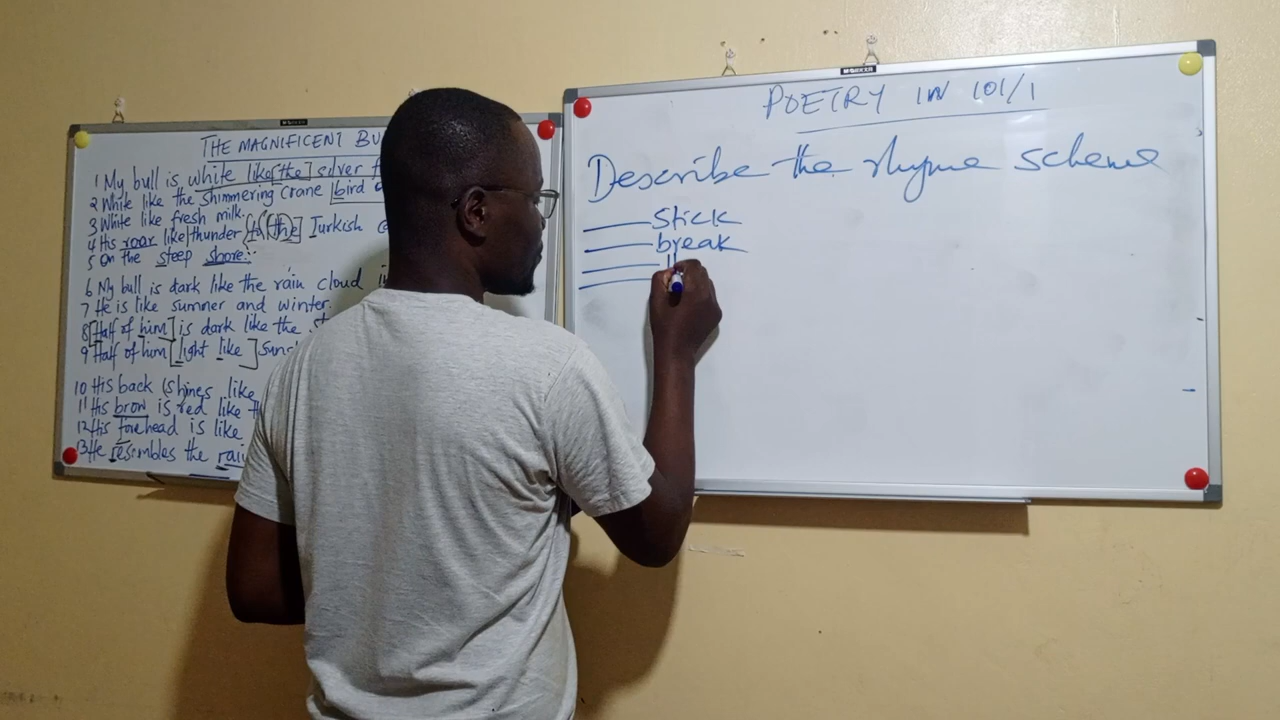 THE MAGNIFICENT BU
1 My bull is white like [the] silver f
2 White like the shimmering crane bird
3 White like fresh milk.
4 His roar like thunder to the] Turkish c
5 On the steep shore.
6 My bull is dark like the rain cloud in
7 He is like summer and winter.
8 [Half of him] is dark like the st
9 Half of him [light like] suns
10 His back (shines like
11 His brow is red like th
12 His forehead is like
13 He resembles the rain
POETRY IN 101/1
Describe the rhyme scheme
stick
break